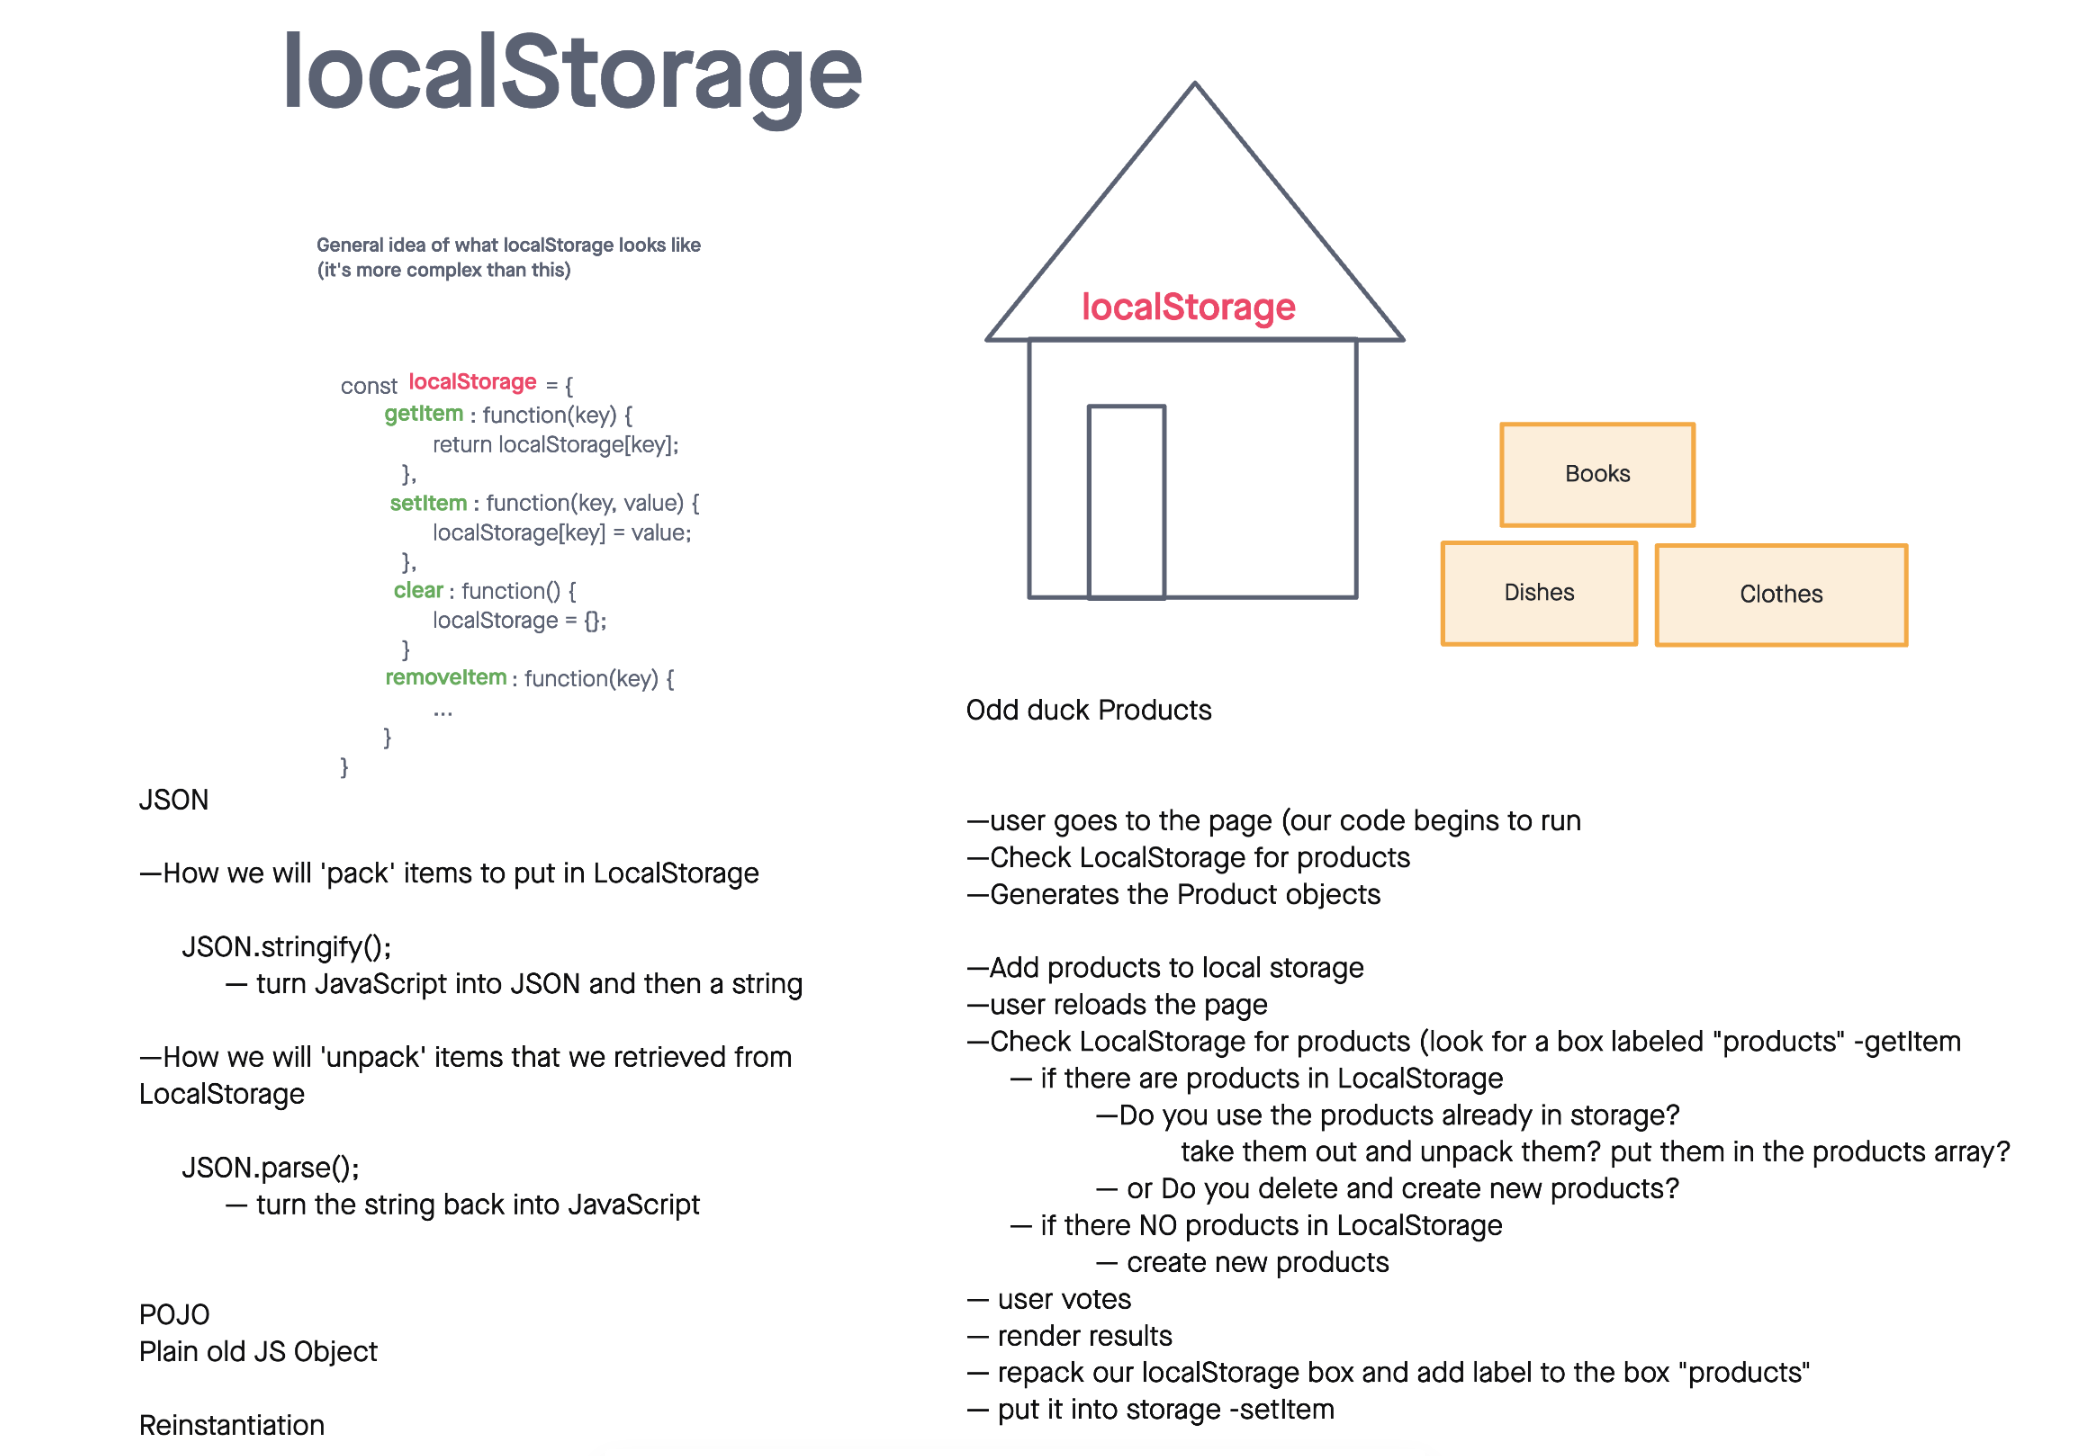 localStorage
General idea of what localStorage looks like
(it's more complex than this)
const localStorage = {
getItem : function(key) {
return localStorage[key];
},
setItem : function(key, value) {
localStorage[key] = value;
},
clear : function() {
localStorage = {};
}
removeItem : function(key) {
...
}
}
JSON
—How we will 'pack' items to put in LocalStorage
JSON.stringify();
— turn JavaScript into JSON and then a string
—How we will 'unpack' items that we retrieved from
LocalStorage
JSON.parse();
— turn the string back into JavaScript
POJO
Plain old JS Object
Reinstantiation
localStorage
Books
Dishes
Clothes
Odd duck Products
—user goes to the page (our code begins to run
—Check LocalStorage for products
—Generates the Product objects
—Add products to local storage
—user reloads the page
—Check LocalStorage for products (look for a box labeled "products" -getItem
— if there are products in LocalStorage
—Do you use the products already in storage?
take them out and unpack them? put them in the products array?
— or Do you delete and create new products?
— if there NO products in LocalStorage
— create new products
— user votes
— render results
— repack our localStorage box and add label to the box "products"
— put it into storage -setItem